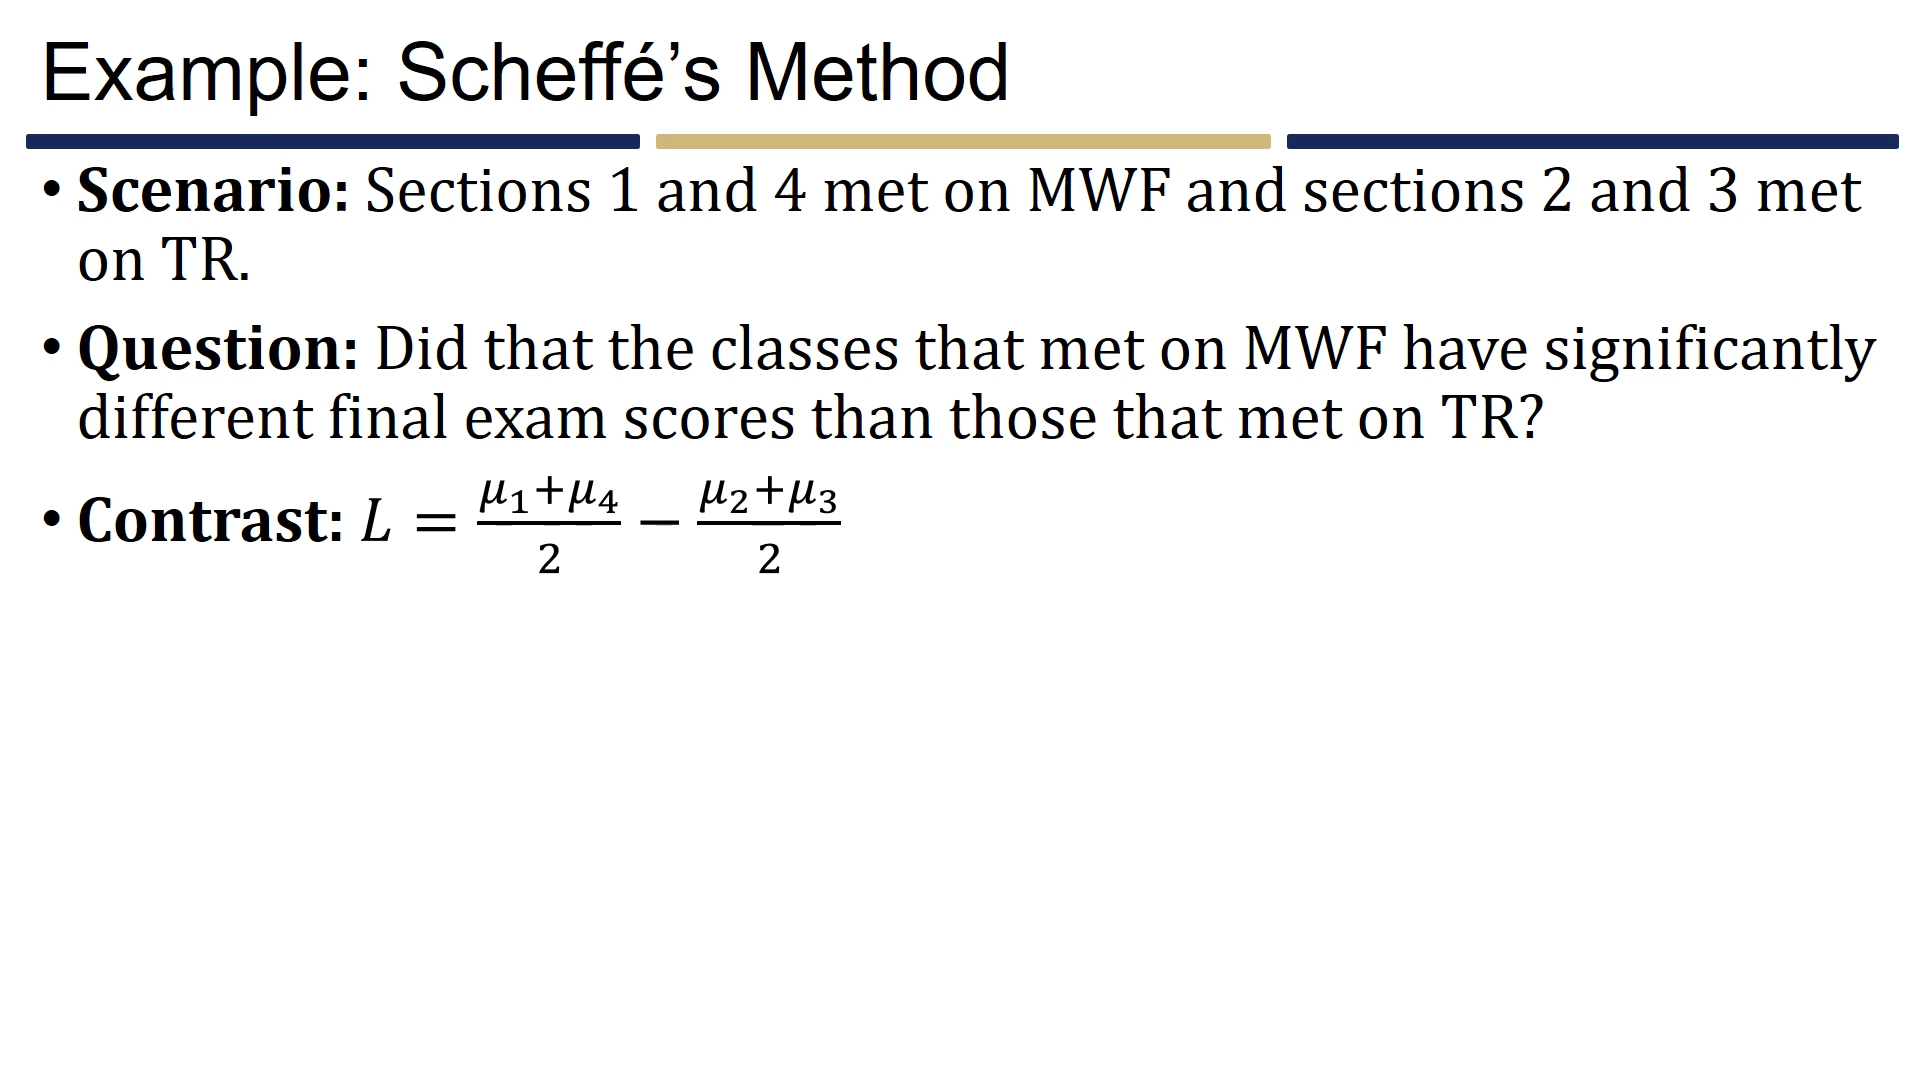 Example: Scheffé’s Method
• Scenario: Sections 1 and 4 met on MWF and sections 2 and 3 met
on TR.
• Question: Did that the classes that met on MWF have significantly
different final exam scores than those that met on TR?
• Contrast: L = (μ₁+μ₄)/2 − (μ₂+μ₃)/2